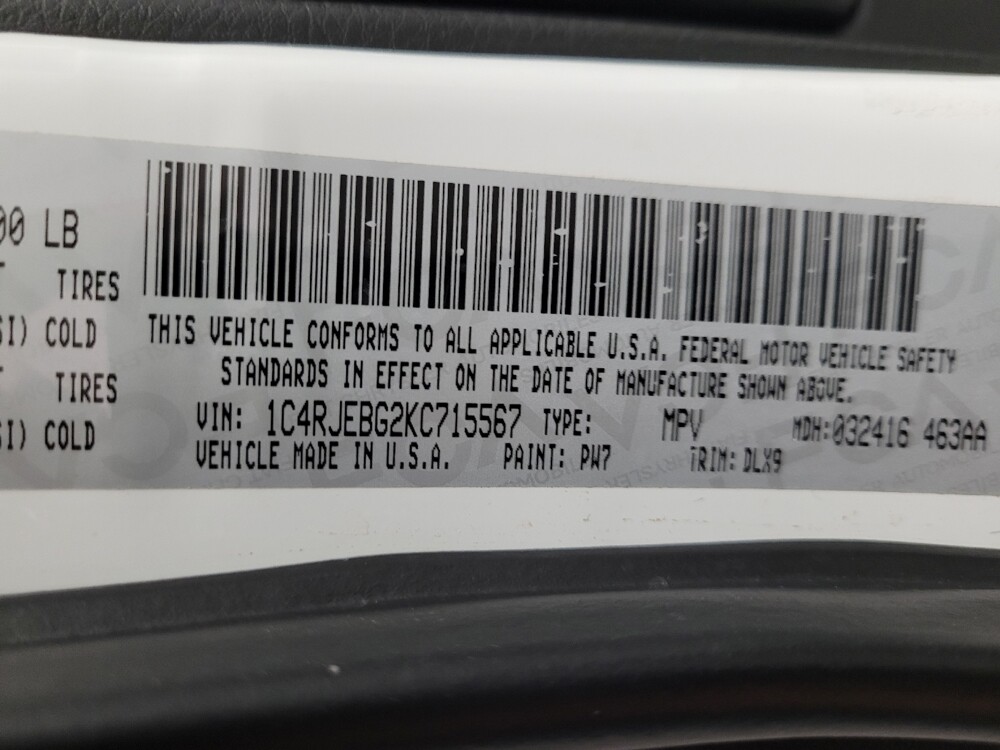 00 LB
TIRES
SI) COLD
TIRES
SI) COLD
THIS VEHICLE CONFORMS TO ALL APPLICABLE U.S.A. FEDERAL MOTOR VEHICLE SAFETY
STANDARDS IN EFFECT ON THE DATE OF MANUFACTURE SHOWN ABOVE.
VIN: 1C4RJEBG2KC715567 TYPE: MPV MDH:032416 463AA
VEHICLE MADE IN U.S.A. PAINT: PW7 TRIM: DLX9